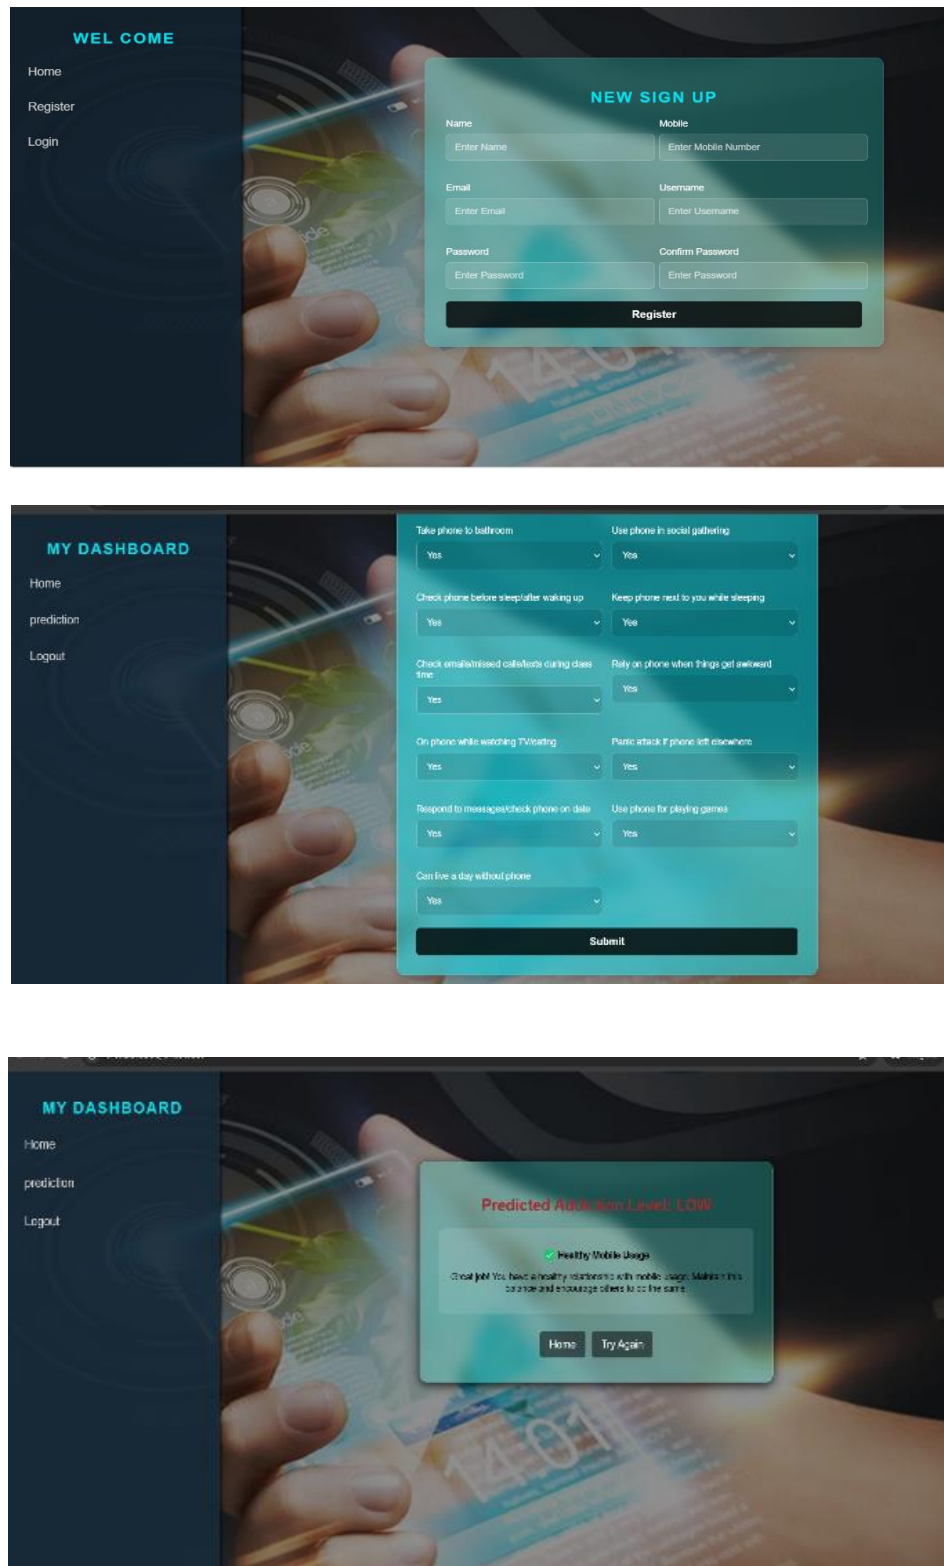 WEL COME
Home
Register
Login
NEW SIGN UP
Name Mobile
Enter Name Enter Mobile Number
Email Username
Enter Email Enter Username
Password Confirm Password
Enter Password Enter Password
Register
14:01
UNLOCK
MY DASHBOARD
Home
prediction
Logout
Take phone to bathroom Use phone in social gathering
Yes Yes
Check phone before sleep/after waking up Keep phone next to you while sleeping
Yes Yes
Check emails/missed calls/texts during class Rely on phone when things get awkward
time
Yes Yes
On phone while watching TV/eating Panic attack if phone left elsewhere
Yes Yes
Respond to messages/check phone on date Use phone for playing games
Yes Yes
Can live a day without phone
Yes
Submit
MY DASHBOARD
Home
prediction
Logout
Predicted Addiction Level: LOW
Healthy Mobile Usage
Great job! You have a healthy relationship with mobile usage. Maintain this
balance and encourage others to do the same.
Home Try Again
14:01